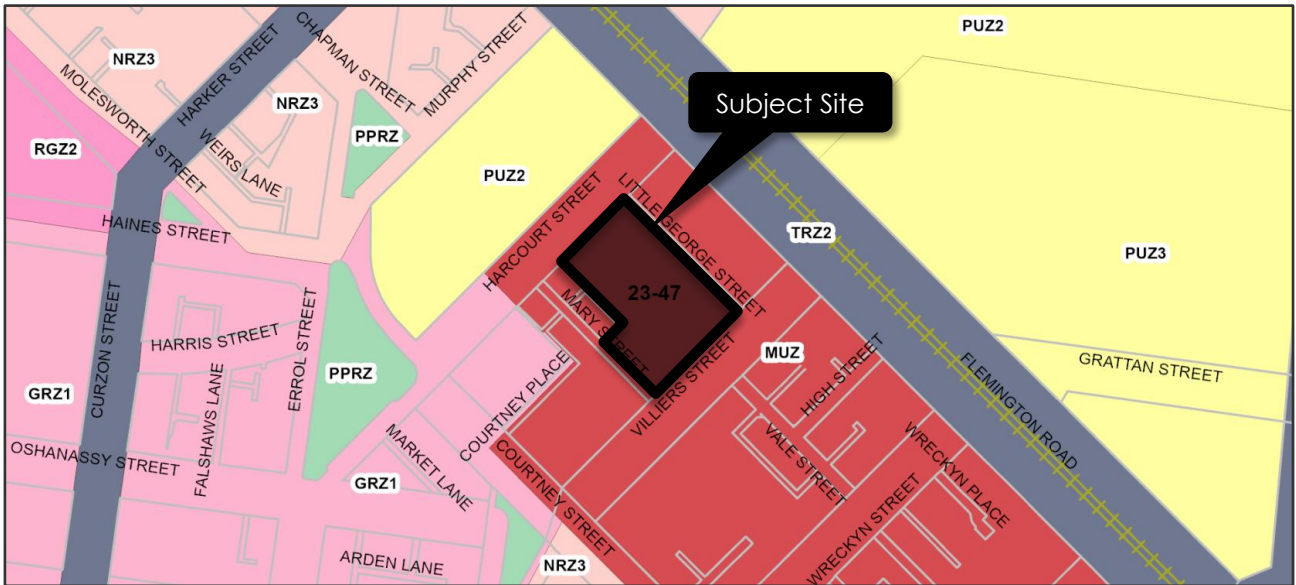 CHAPMAN STREET
HARKER STREET
MURPHY STREET
PUZ2
NRZ3
MOLESWORTH STREET
NRZ3
Subject Site
PPRZ
WEIRS LANE
RGZ2
PUZ2
LITTLE GEORGE STREET
HARCOURT STREET
HAINES STREET
TRZ2
PUZ3
23-47
MARY STREET
CURZON STREET
HARRIS STREET
ERROL STREET
MUZ
VILLIERS STREET
HIGH STREET
FLEMINGTON ROAD
GRATTAN STREET
PPRZ
COURTNEY PLACE
GRZ1
FALSHAWS LANE
MARKET LANE
OSHANASSY STREET
GRZ1
COURTNEY STREET
VALE STREET
WRECKYN PLACE
WRECKYN STREET
ARDEN LANE
NRZ3